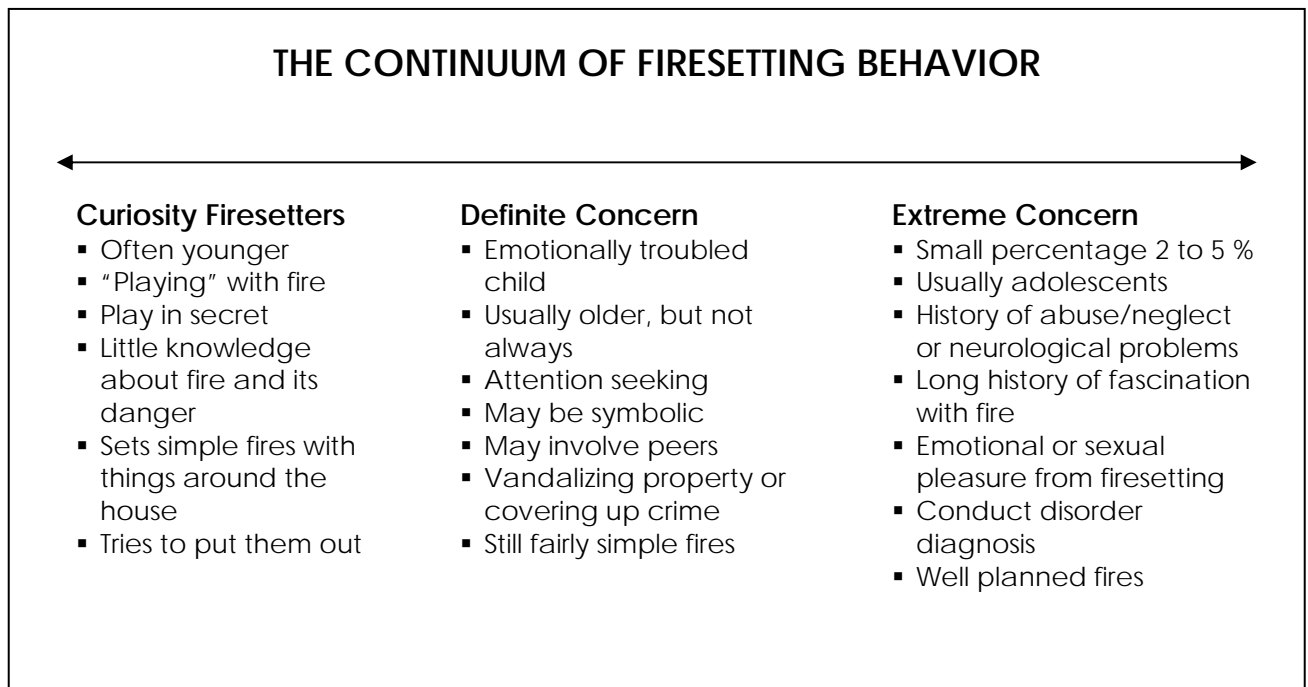 THE CONTINUUM OF FIRESETTING BEHAVIOR
Curiosity Firesetters
▪ Often younger
▪ “Playing” with fire
▪ Play in secret
▪ Little knowledge
about fire and its
danger
▪ Sets simple fires with
things around the
house
▪ Tries to put them out
Definite Concern
▪ Emotionally troubled
child
▪ Usually older, but not
always
▪ Attention seeking
▪ May be symbolic
▪ May involve peers
▪ Vandalizing property or
covering up crime
▪ Still fairly simple fires
Extreme Concern
▪ Small percentage 2 to 5 %
▪ Usually adolescents
▪ History of abuse/neglect
or neurological problems
▪ Long history of fascination
with fire
▪ Emotional or sexual
pleasure from firesetting
▪ Conduct disorder
diagnosis
▪ Well planned fires